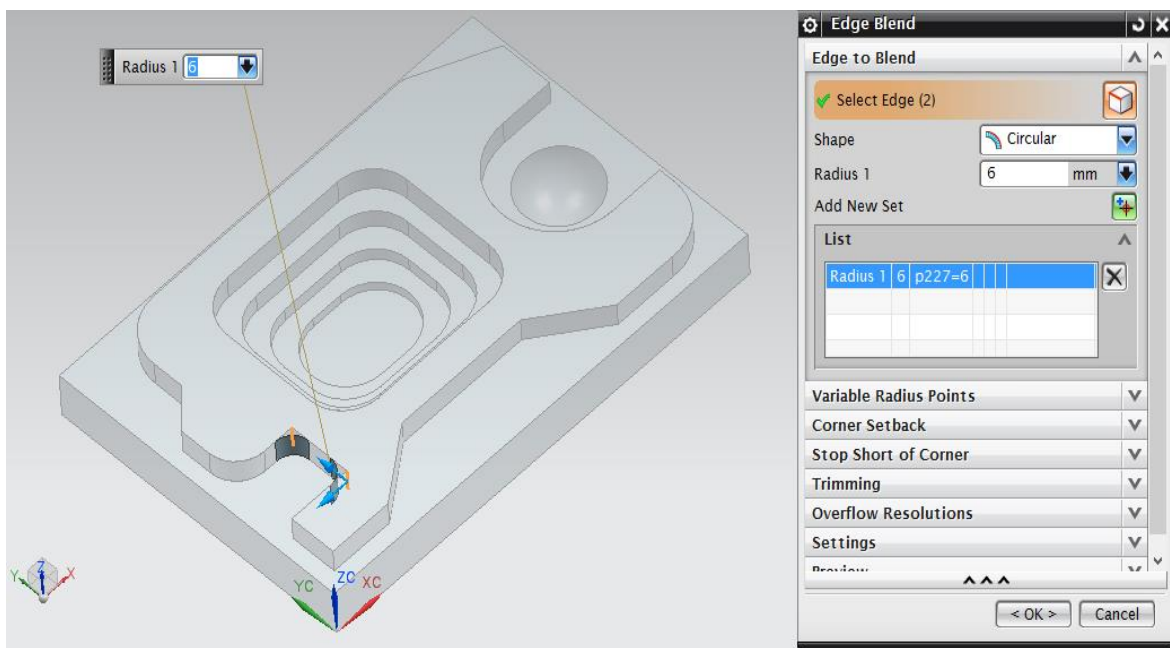 Radius 1 6
YC ZC XC
Y Z X
Edge Blend
Edge to Blend
Select Edge (2)
Shape Circular
Radius 1 6 mm
Add New Set
List
Radius 1 6 p227=6
Variable Radius Points
Corner Setback
Stop Short of Corner
Trimming
Overflow Resolutions
Settings
Preview
< OK > Cancel